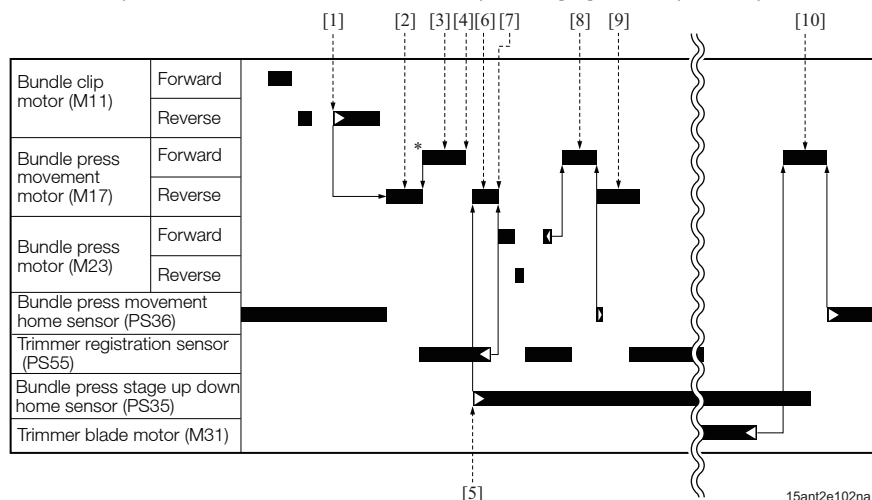 [1] [2] [3] [4] [6] [7] [8] [9] [10]
Bundle clip
motor (M11)
Forward
Reverse
*
Bundle press
movement
motor (M17)
Forward
Reverse
Bundle press
motor (M23)
Forward
Reverse
Bundle press movement
home sensor (PS36)
Trimmer registration sensor
(PS55)
Bundle press stage up down
home sensor (PS35)
Trimmer blade motor (M31)
[5]
15ant2e102na